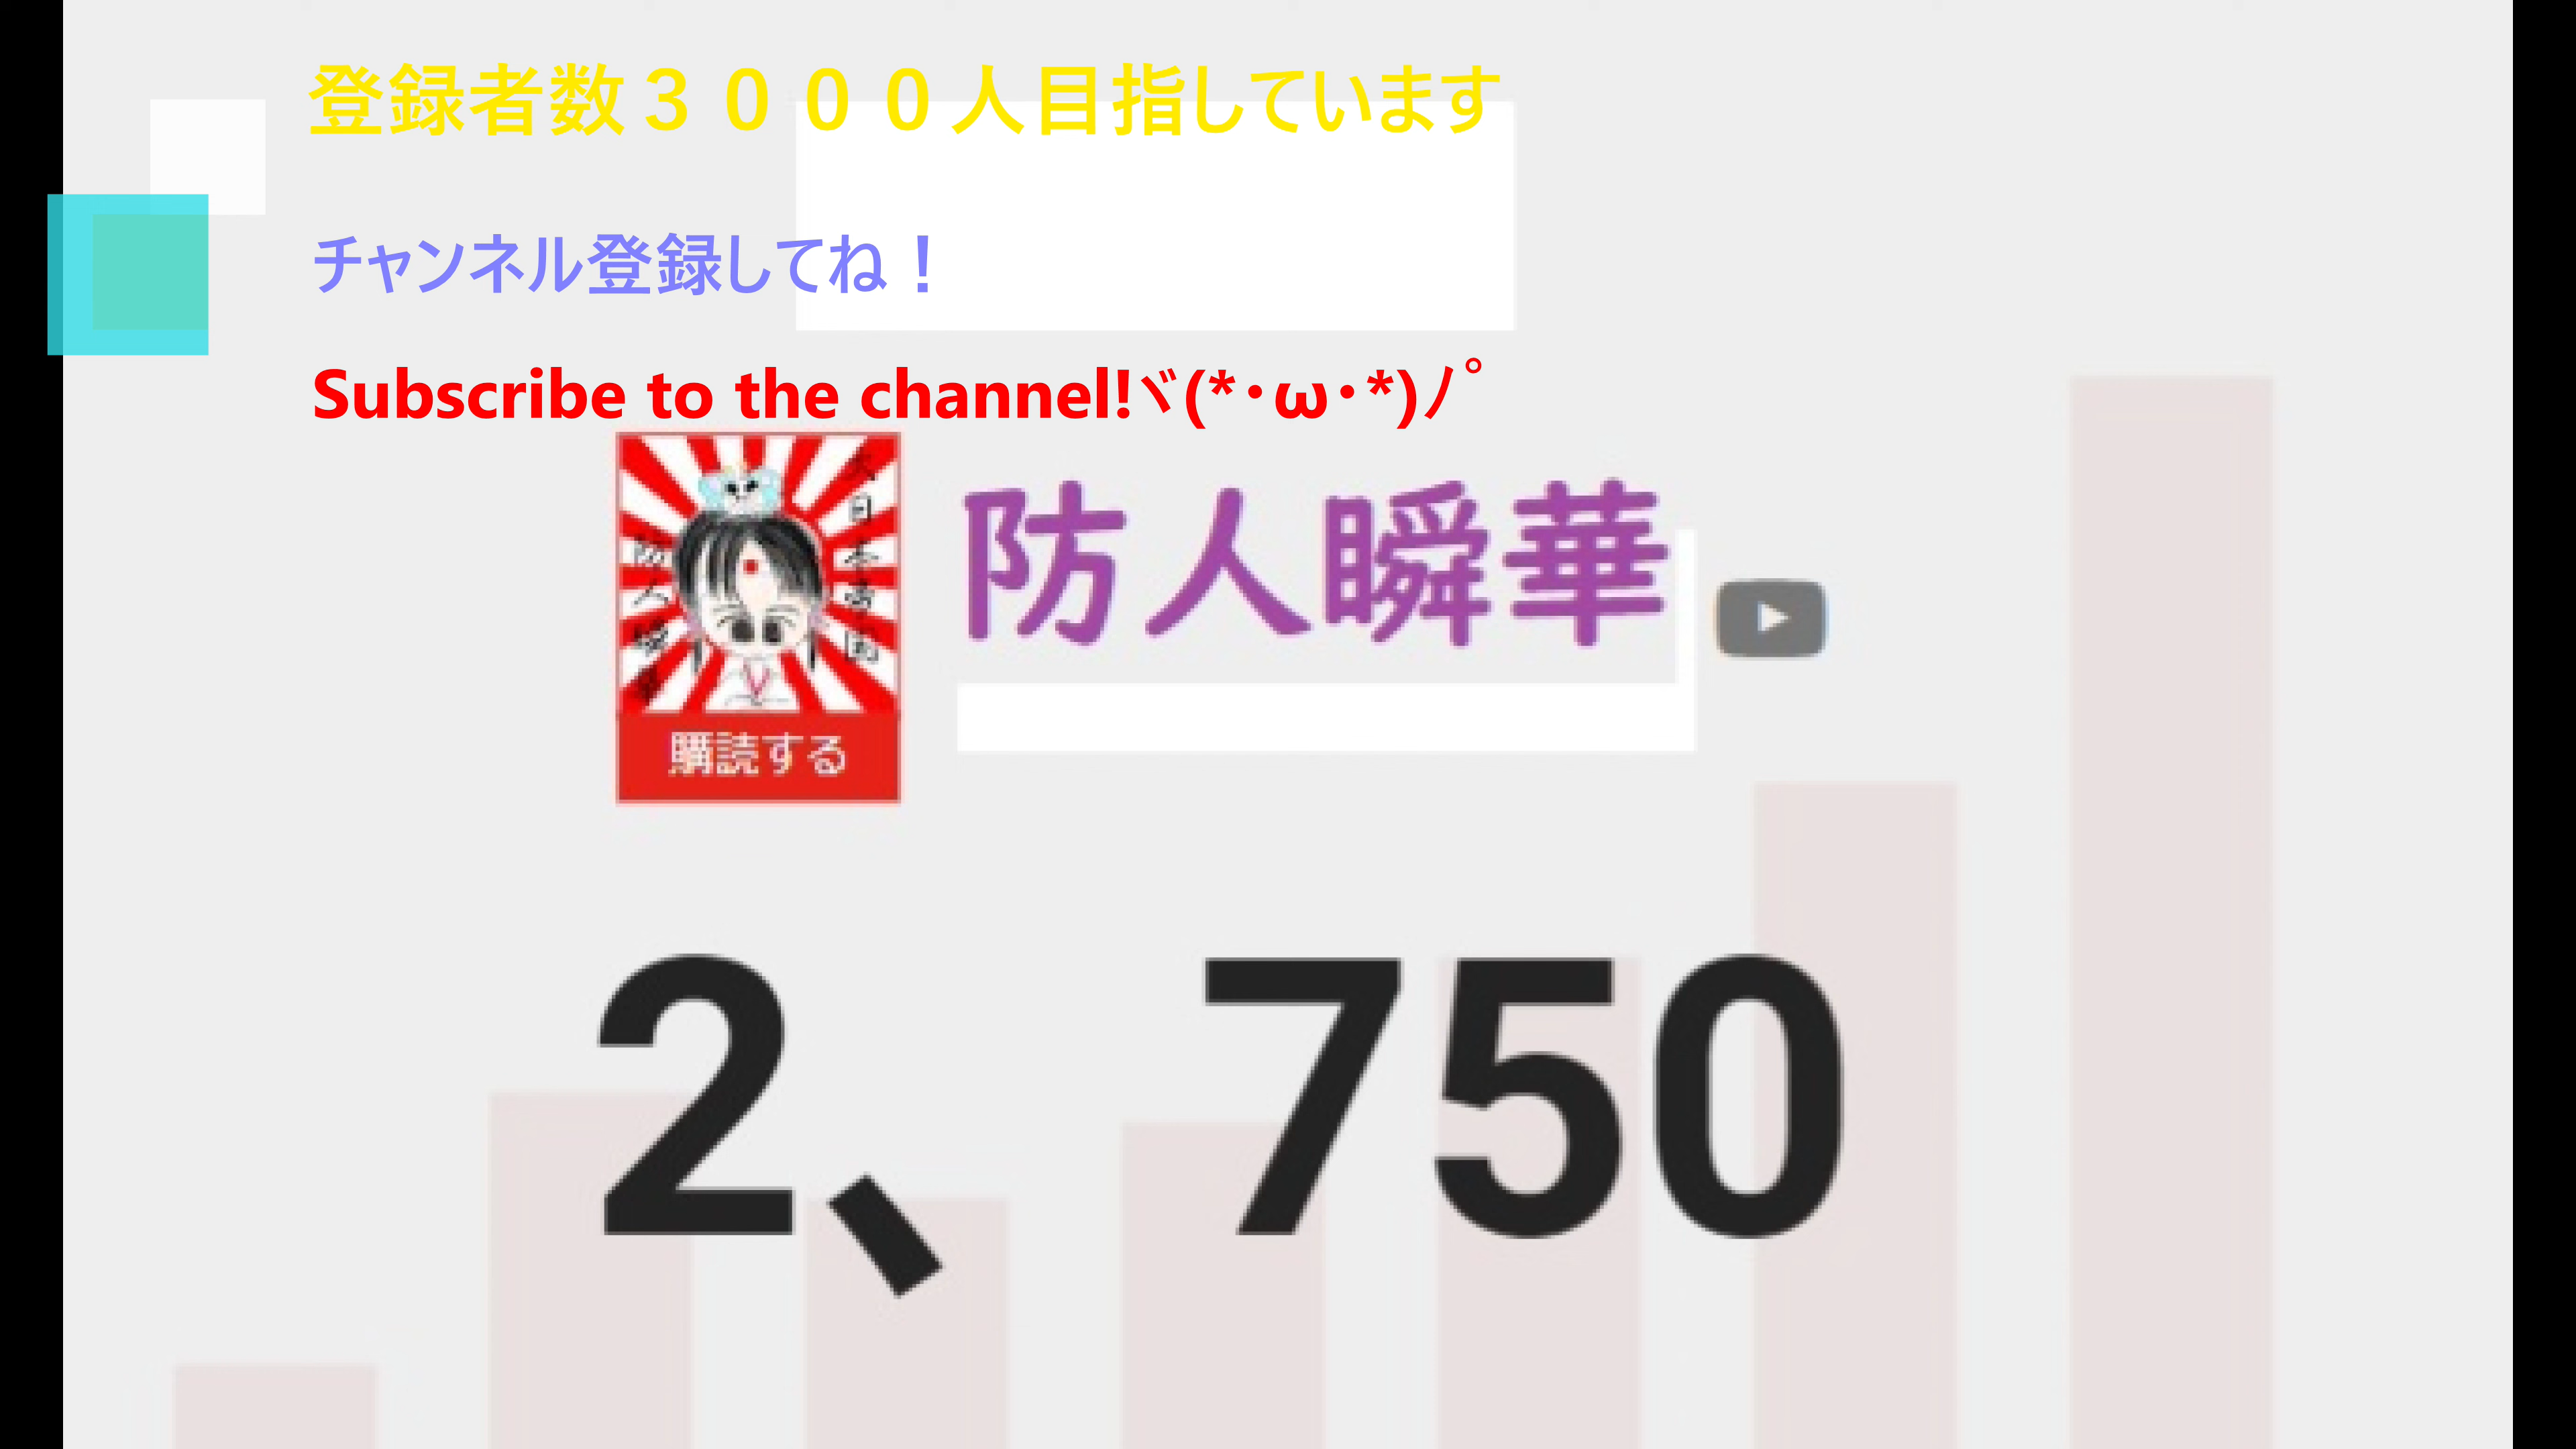 登録者数３０００人目指しています
チャンネル登録してね！
Subscribe to the channel!ヾ(*･ω･*)ﾉﾟ
防人瞬華
購読する
2、750